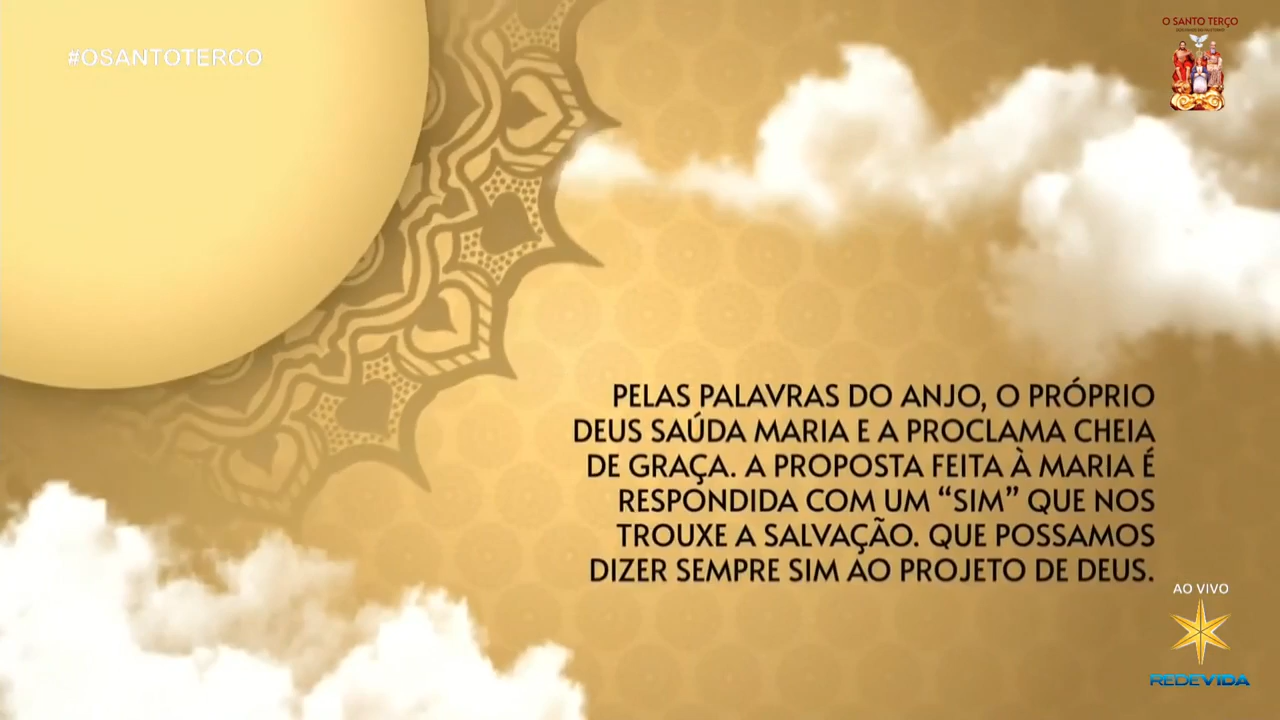 #OSANTOTERCO
O SANTO TERÇO
PELAS PALAVRAS DO ANJO, O PRÓPRIO
DEUS SAÚDA MARIA E A PROCLAMA CHEIA
DE GRAÇA. A PROPOSTA FEITA À MARIA É
RESPONDIDA COM UM “SIM” QUE NOS
TROUXE A SALVAÇÃO. QUE POSSAMOS
DIZER SEMPRE SIM AO PROJETO DE DEUS.
AO VIVO
REDEVIDA